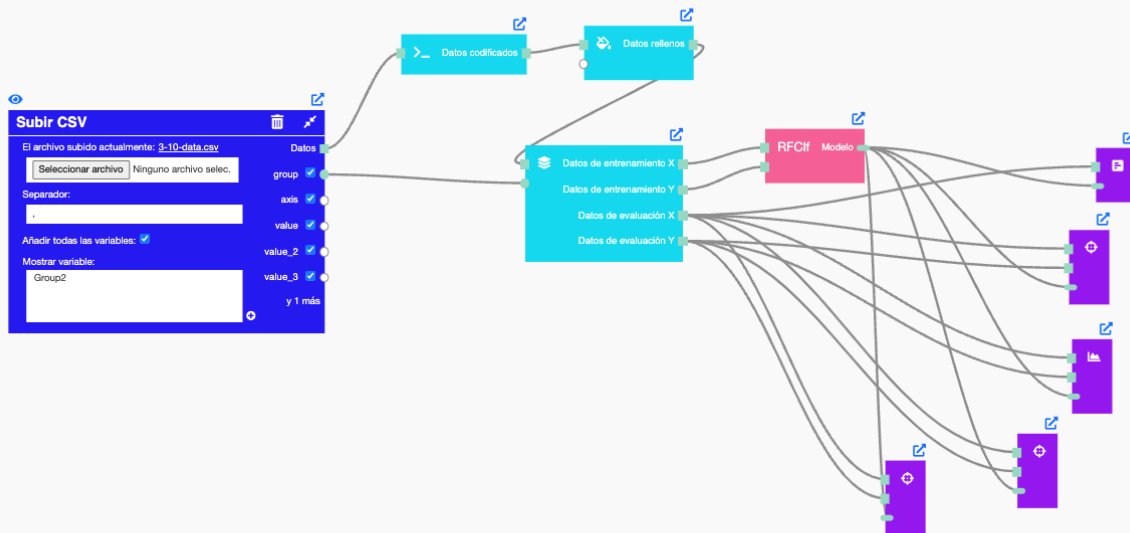 Datos codificados
Datos rellenos
Subir CSV
El archivo subido actualmente: 3-10-data.csv
Datos
Seleccionar archivo Ninguno archivo selec.
group
Separador:
axis
,
value
Añadir todas las variables:
value_2
Mostrar variable:
Group2
value_3
y 1 más
Datos de entrenamiento X
Datos de entrenamiento Y
Datos de evaluación X
Datos de evaluación Y
RFClf Modelo